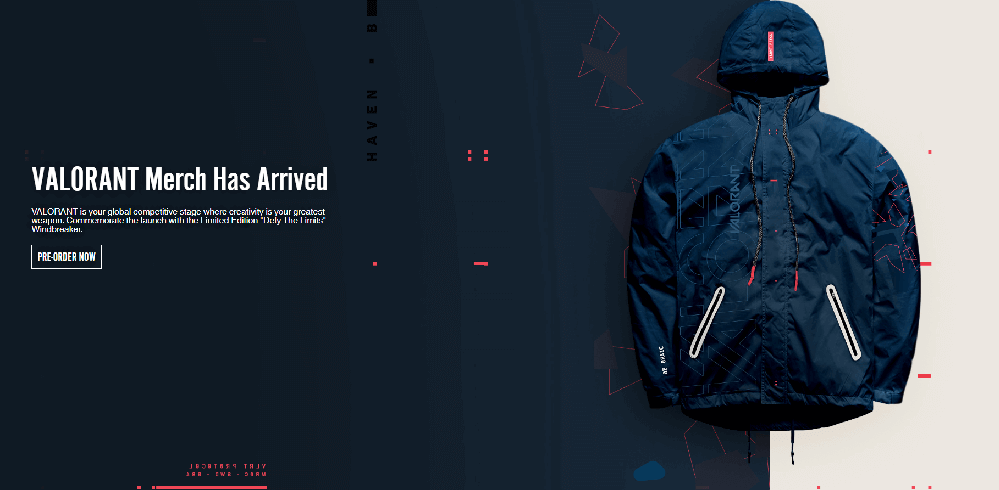 HAVEN • B
VALORANT Merch Has Arrived
VALORANT is your global competitive stage where creativity is your greatest
weapon. Commemorate the launch with the Limited Edition "Defy The Limits"
Windbreaker.
PRE-ORDER NOW
VALORANT